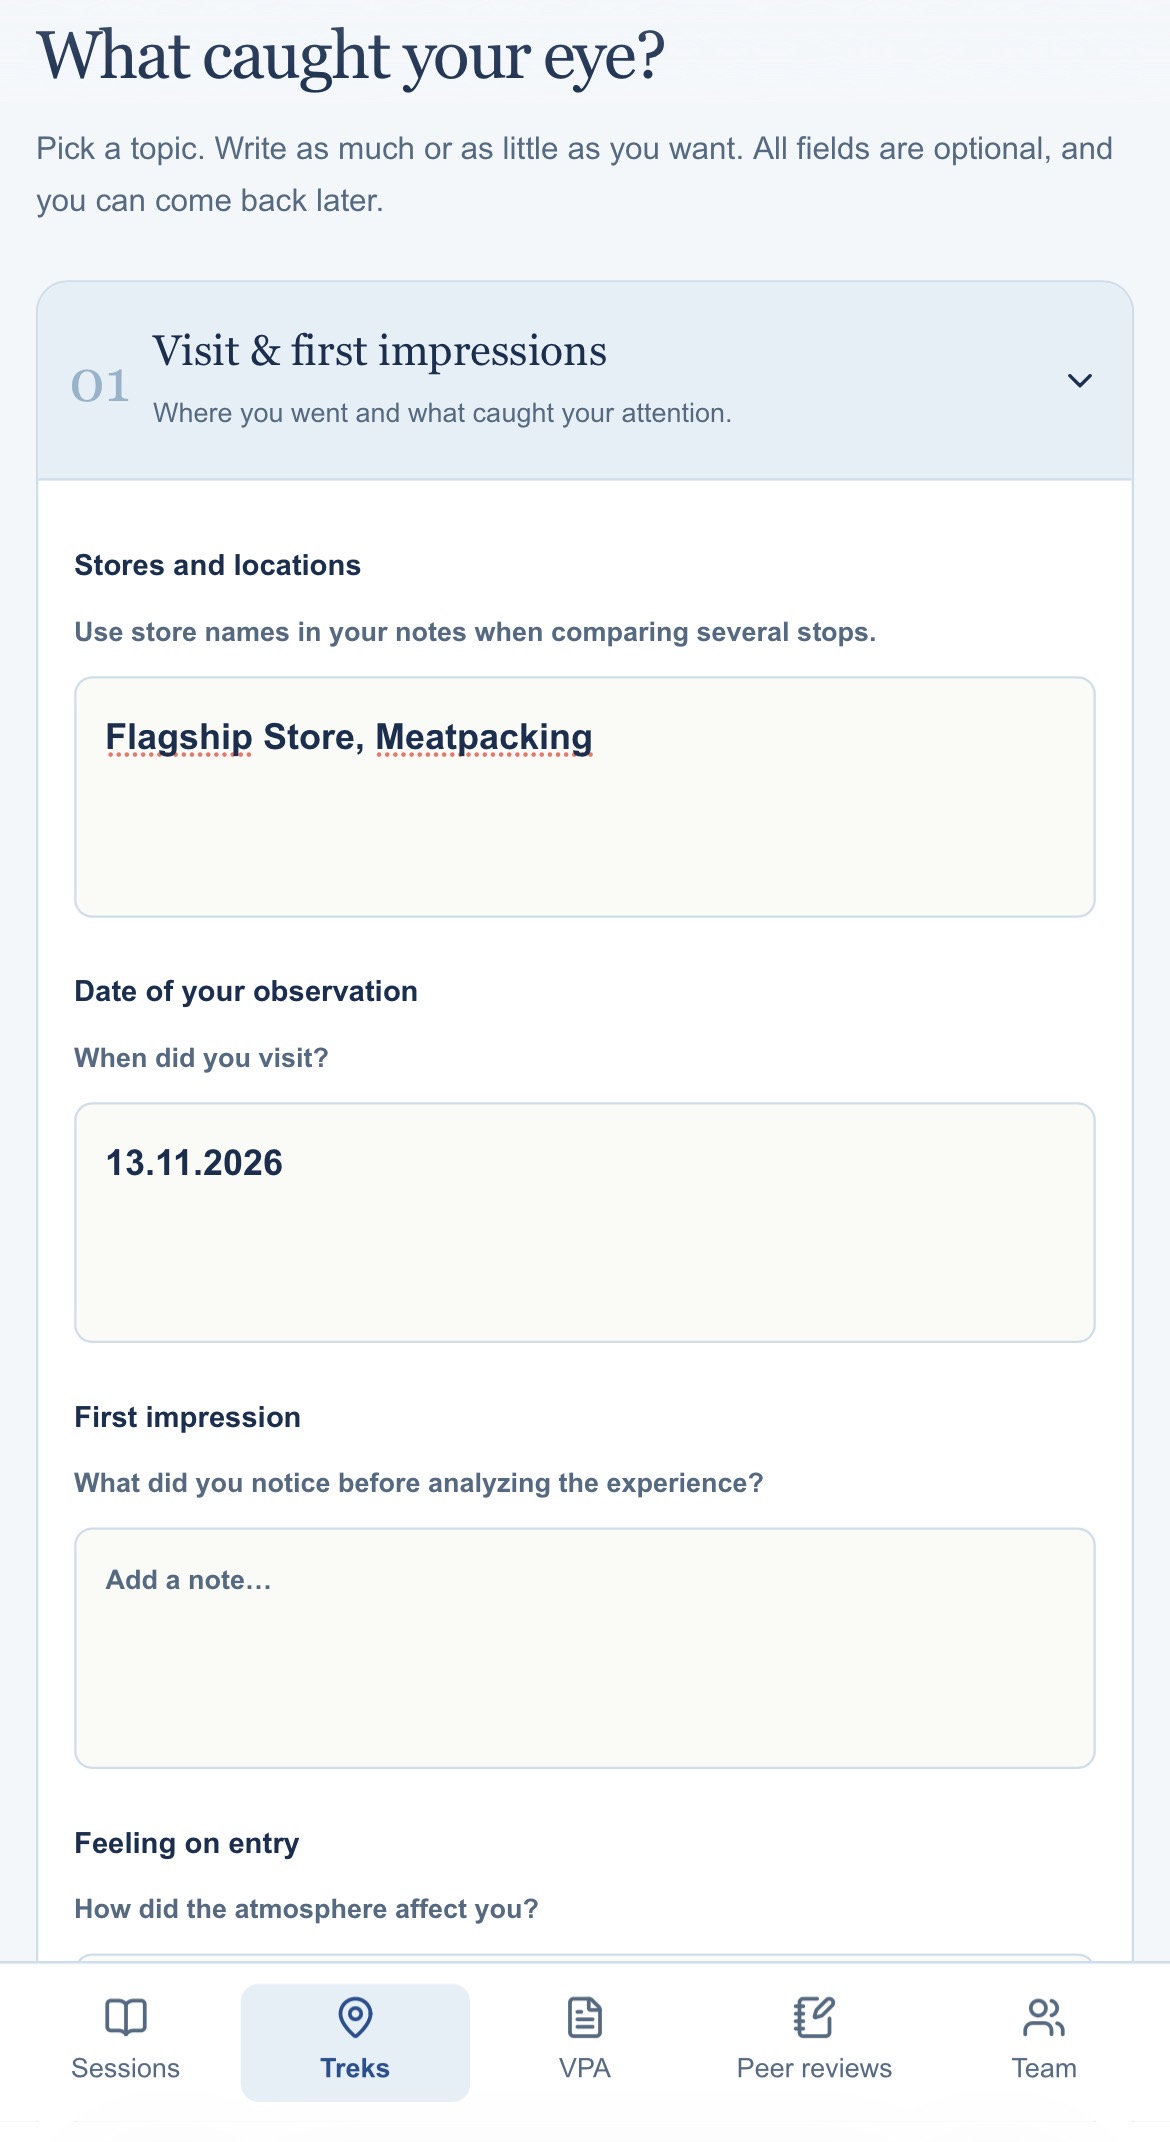 What caught your eye?
Pick a topic. Write as much or as little as you want. All fields are optional, and
you can come back later.
01
Visit & first impressions
Where you went and what caught your attention.
Stores and locations
Use store names in your notes when comparing several stops.
Flagship Store, Meatpacking
Date of your observation
When did you visit?
13.11.2026
First impression
What did you notice before analyzing the experience?
Add a note...
Feeling on entry
How did the atmosphere affect you?
Sessions
Treks
VPA
Peer reviews
Team